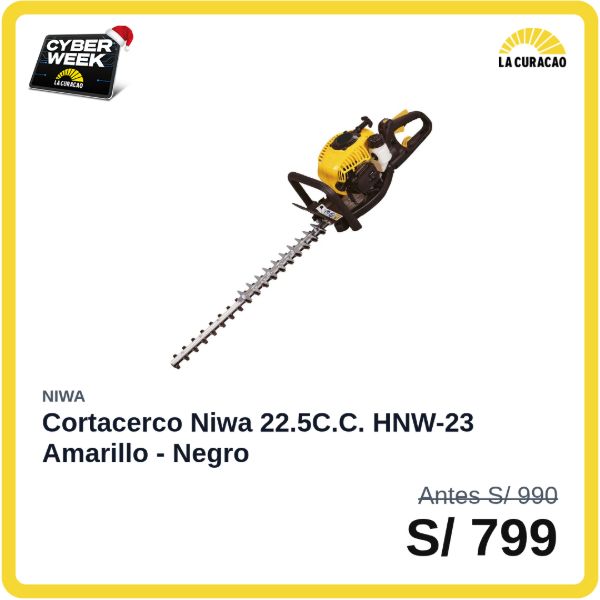 CYBER
WEEK
LA CURACAO
LA CURACAO
NIWA
Cortacerco Niwa 22.5C.C. HNW-23
Amarillo - Negro
Antes S/ 990
S/ 799